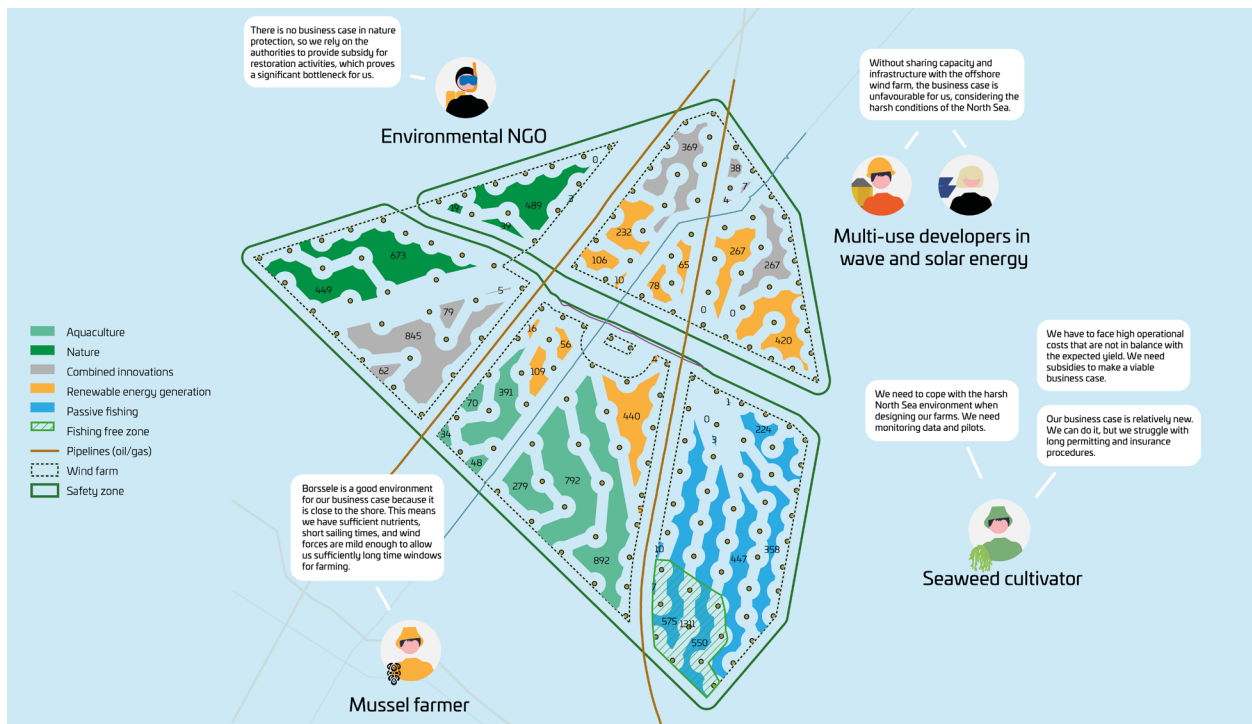 There is no business case in nature
protection, so we rely on the
authorities to provide subsidy for
restoration activities, which proves
a significant bottleneck for us.
Environmental NGO
Without sharing capacity and
infrastructure with the offshore
wind farm, the business case is
unfavourable for us, considering the
harsh conditions of the North Sea.
Multi-use developers in
wave and solar energy
We have to face high operational
costs that are not in balance with
the expected yield. We need
subsidies to make a viable
business case.
We need to cope with the harsh
North Sea environment when
designing our farms. We need
monitoring data and pilots.
Our business case is relatively new.
We can do it, but we struggle with
long permitting and insurance
procedures.
Seaweed cultivator
Borssele is a good environment
for our business case because it
is close to the shore. This means
we have sufficient nutrients,
short sailing times, and wind
forces are mild enough to allow
us sufficiently long time windows
for farming.
Mussel farmer
Aquaculture
Nature
Combined innovations
Renewable energy generation
Passive fishing
Fishing free zone
Pipelines (oil/gas)
Wind farm
Safety zone
0
489
3
19
39
369
38
7
4
232
106
10
65
78
267
267
0
0
420
673
449
5
79
845
62
16
56
109
391
70
34
48
4
440
279
792
892
5
1
0
3
224
10
447
358
7
575
550